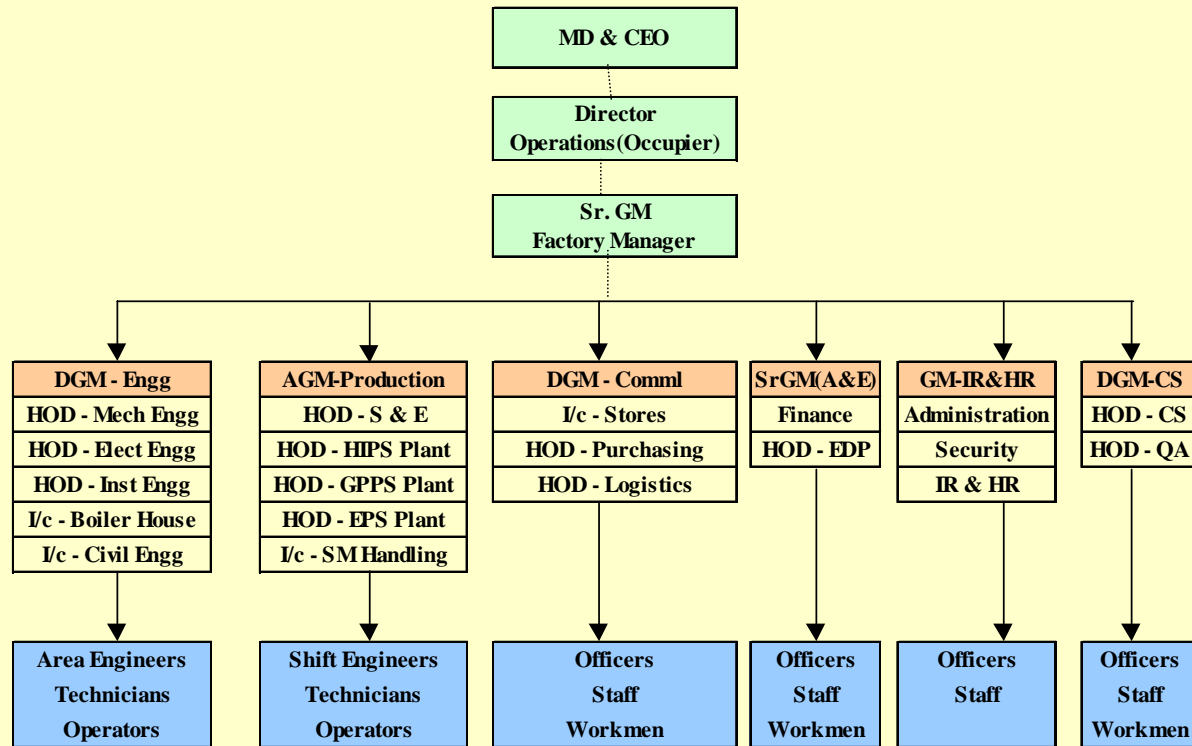 MD & CEO
Director
Operations(Occupier)
Sr. GM
Factory Manager
DGM - Engg
HOD - Mech Engg
HOD - Elect Engg
HOD - Inst Engg
I/c - Boiler House
I/c - Civil Engg
Area Engineers
Technicians
Operators
AGM-Production
HOD - S & E
HOD - HIPS Plant
HOD - GPPS Plant
HOD - EPS Plant
I/c - SM Handling
Shift Engineers
Technicians
Operators
DGM - Comml
I/c - Stores
HOD - Purchasing
HOD - Logistics
Officers
Staff
Workmen
SrGM(A&E)
Finance
HOD - EDP
Officers
Staff
Workmen
GM-IR&HR
Administration
Security
IR & HR
Officers
Staff
DGM-CS
HOD - CS
HOD - QA
Officers
Staff
Workmen